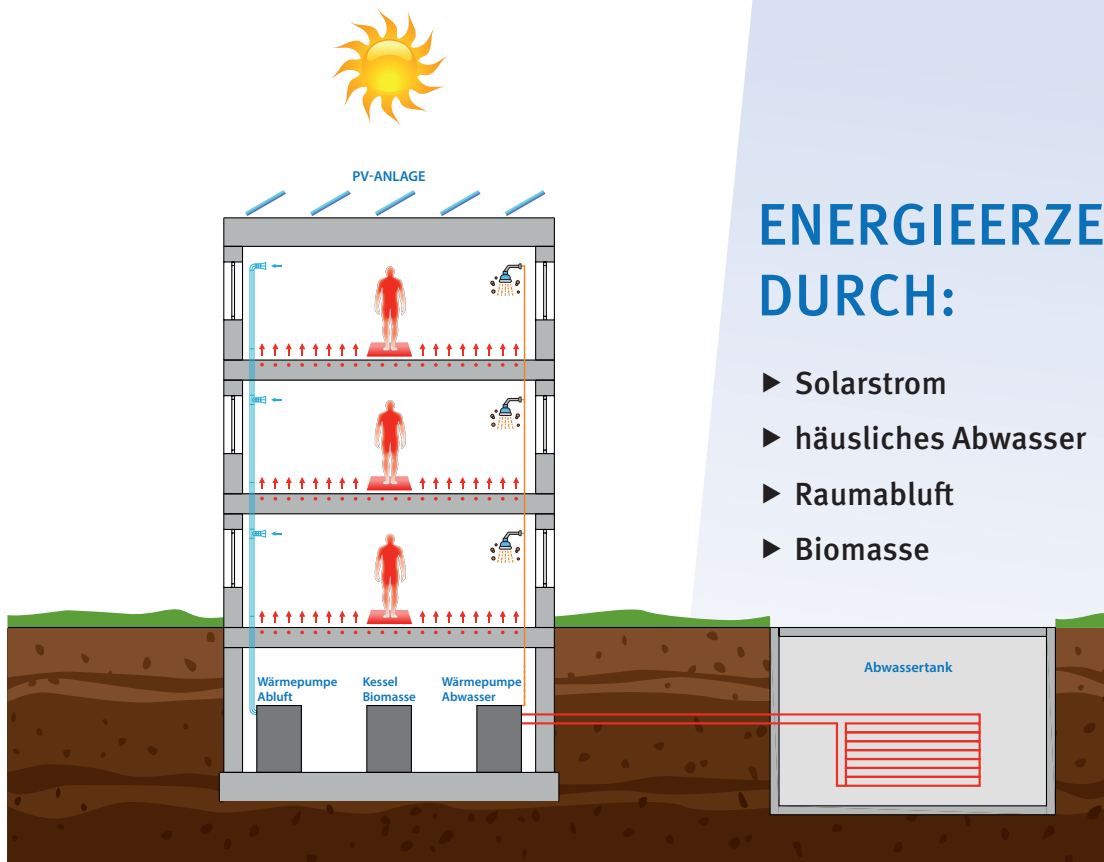 PV-ANLAGE
ENERGIEERZE
DURCH:
▶ Solarstrom
▶ häusliches Abwasser
▶ Raumabluft
▶ Biomasse
Wärmepumpe
Abluft
Kessel
Biomasse
Wärmepumpe
Abwasser
Abwassertank